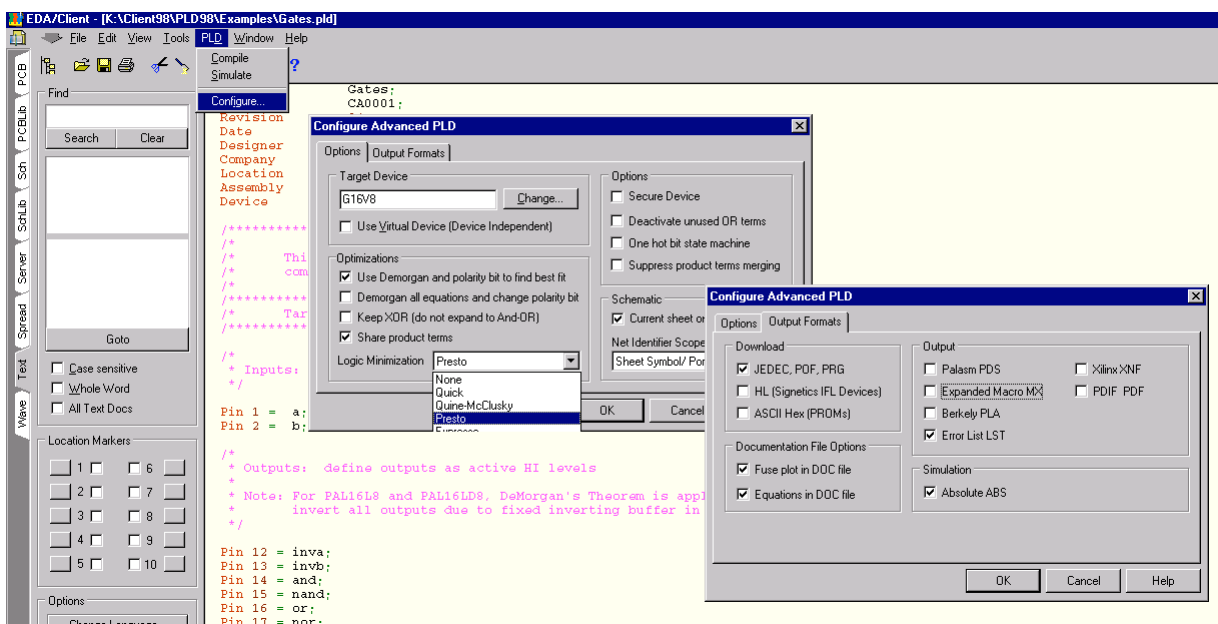 EDA/Client - [K:\Client98\PLD98\Examples\Gates.pld]
File Edit View Tools PLD Window Help
Compile
Simulate
Configure...
?
PCB
PCBLib
Sch
SchLib
Server
Spread
Text
Wave
Find
Search Clear
Goto
Case sensitive
Whole Word
All Text Docs
Location Markers
1 6
2 7
3 8
4 9
5 10
Options
Change Language
Gates;
CA0001;
Revision
Date
Designer
Company
Location
Assembly
Device
/**********
/*
/* Thi
/* com
/*
/**********
/* Tar
/**********
/*
* Inputs:
*/
Pin 1 = a;
Pin 2 = b;
/*
* Outputs: define outputs as active HI levels
*
* Note: For PAL16L8 and PAL16LD8, DeMorgan's Theorem is appl
* invert all outputs due to fixed inverting buffer in
*/
Pin 12 = inva;
Pin 13 = invb;
Pin 14 = and;
Pin 15 = nand;
Pin 16 = or;
Pin 17 = nor;
Configure Advanced PLD
Options Output Formats
Target Device
G16V8 Change...
Use Virtual Device (Device Independent)
Optimizations
Use Demorgan and polarity bit to find best fit
Demorgan all equations and change polarity bit
Keep XOR (do not expand to And-OR)
Share product terms
Logic Minimization Presto
None
Quick
Quine-McClusky
Presto
Expresso
Options
Secure Device
Deactivate unused OR terms
One hot bit state machine
Suppress product terms merging
Schematic
Current sheet or
Net Identifier Scope
Sheet Symbol/ Por
OK Cancel
Configure Advanced PLD
Options Output Formats
Download
JEDEC, POF, PRG
HL (Signetics IFL Devices)
ASCII Hex (PROMs)
Documentation File Options
Fuse plot in DOC file
Equations in DOC file
Output
Palasm PDS Xilinx XNF
Expanded Macro MX PDIF PDF
Berkely PLA
Error List LST
Simulation
Absolute ABS
OK Cancel Help